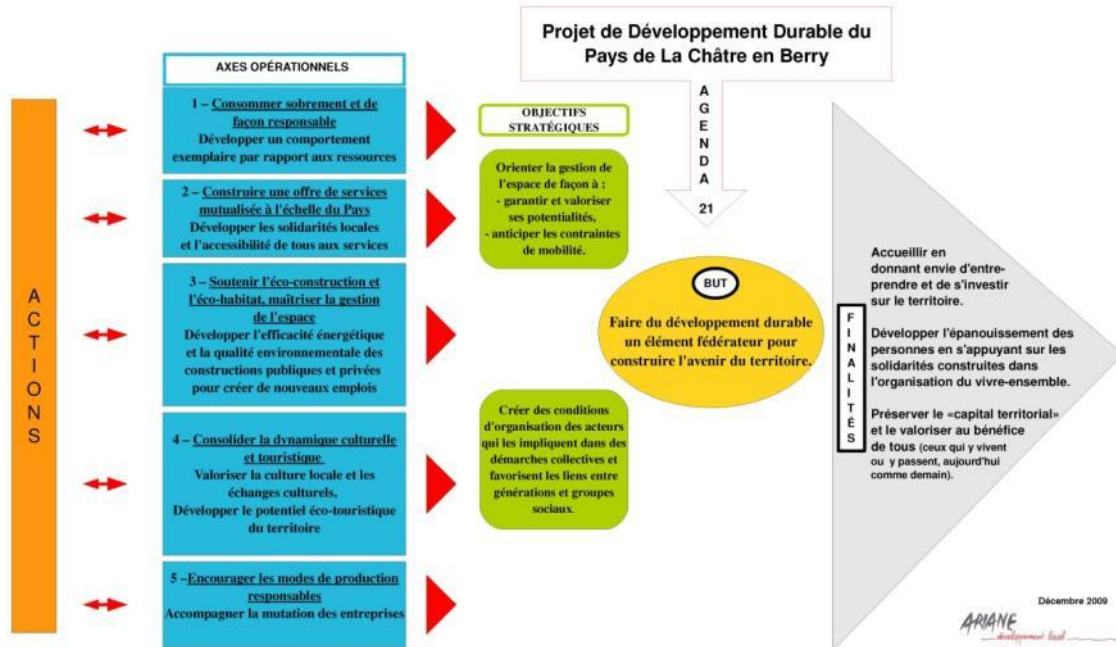 Projet de Développement Durable du
Pays de La Châtre en Berry
AGENDA
21
ACTIONS
AXES OPÉRATIONNELS
1 – Consommer sobrement et de
façon responsable
Développer un comportement
exemplaire par rapport aux ressources
2 – Construire une offre de services
mutualisée à l'échelle du Pays
Développer les solidarités locales
et l'accessibilité de tous aux services
3 – Soutenir l'éco-construction et
l'éco-habitat, maîtriser la gestion
de l'espace
Développer l'efficacité énergétique
et la qualité environnementale des
constructions publiques et privées
pour créer de nouveaux emplois
4 – Consolider la dynamique culturelle
et touristique
Valoriser la culture locale et les
échanges culturels,
Développer le potentiel éco-touristique
du territoire
5 –Encourager les modes de production
responsables
Accompagner la mutation des entreprises
OBJECTIFS
STRATÉGIQUES
Orienter la gestion de
l'espace de façon à :
- garantir et valoriser
ses potentialités,
- anticiper les contraintes
de mobilité.
Créer des conditions
d'organisation des acteurs
qui les impliquent dans des
démarches collectives et
favorisent les liens entre
générations et groupes
sociaux.
BUT
Faire du développement durable
un élément fédérateur pour
construire l'avenir du territoire.
FINALITÉS
Accueillir en
donnant envie d'entre-
prendre et de s'investir
sur le territoire.
Développer l'épanouissement des
personnes en s'appuyant sur les
solidarités construites dans
l'organisation du vivre-ensemble.
Préserver le «capital territorial»
et le valoriser au bénéfice
de tous (ceux qui y vivent
ou y passent, aujourd'hui
comme demain).
Décembre 2009
ARIANE
développement local